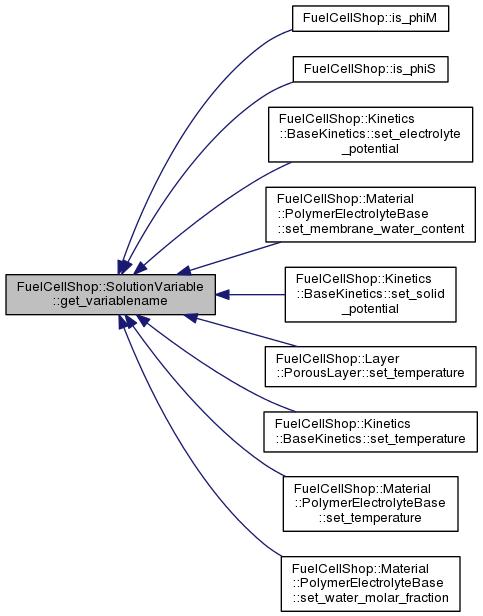 FuelCellShop::is_phiM
FuelCellShop::is_phiS
FuelCellShop::Kinetics
::BaseKinetics::set_electrolyte
_potential
FuelCellShop::Material
::PolymerElectrolyteBase
::set_membrane_water_content
FuelCellShop::SolutionVariable
::get_variablename
FuelCellShop::Kinetics
::BaseKinetics::set_solid
_potential
FuelCellShop::Layer
::PorousLayer::set_temperature
FuelCellShop::Kinetics
::BaseKinetics::set_temperature
FuelCellShop::Material
::PolymerElectrolyteBase
::set_temperature
FuelCellShop::Material
::PolymerElectrolyteBase
::set_water_molar_fraction